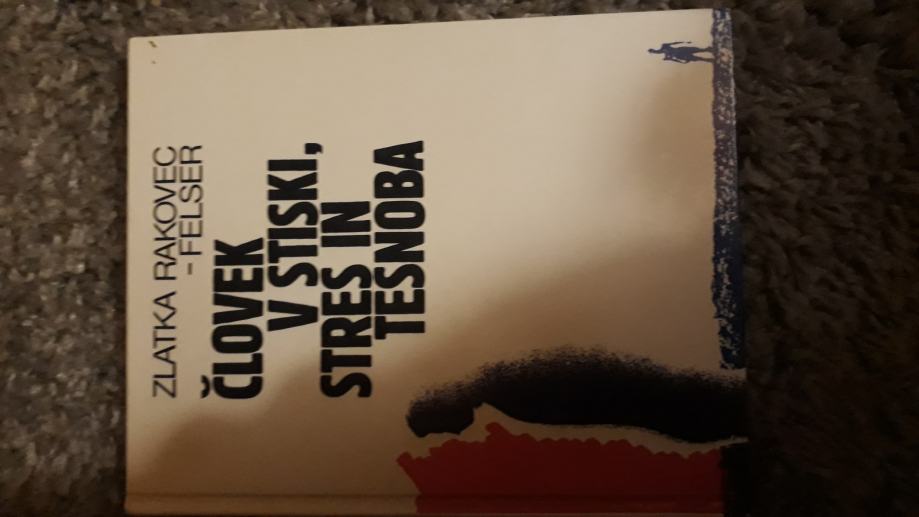 ZLATKA RAKOVEC
- FELSER
ČLOVEK
V STISKI,
STRES IN
TESNOBA